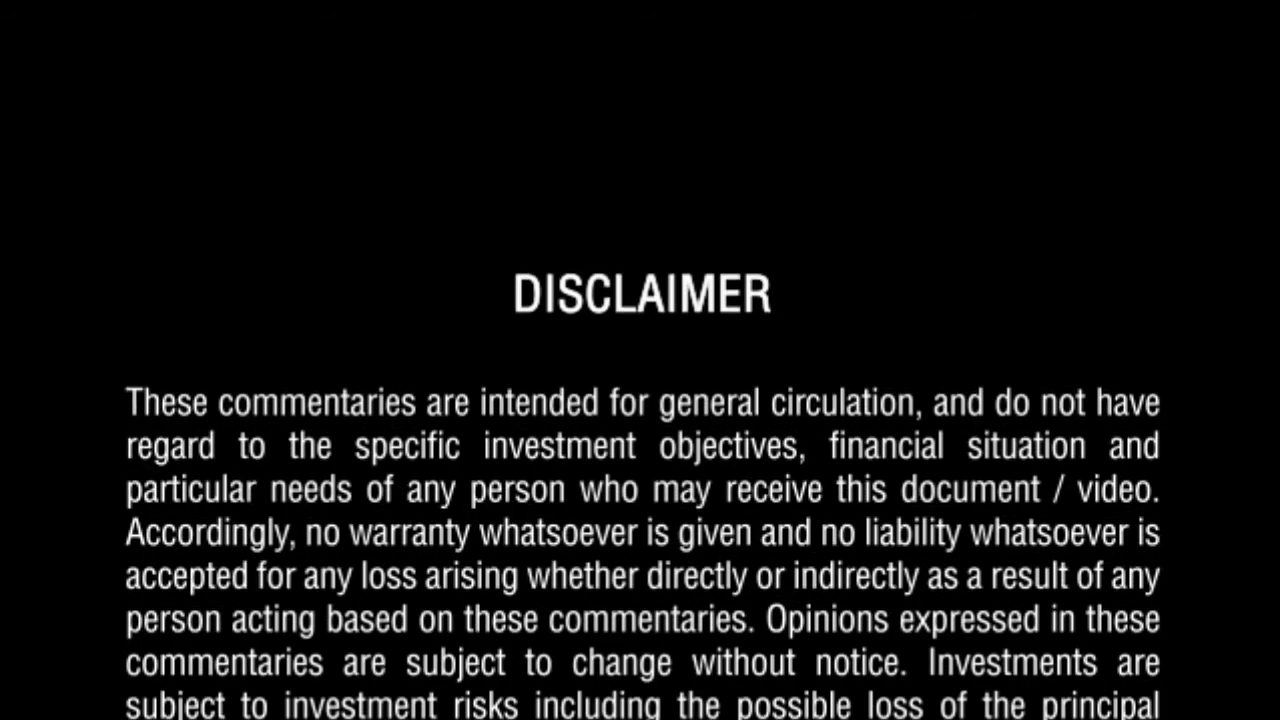 DISCLAIMER
These commentaries are intended for general circulation, and do not have
regard to the specific investment objectives, financial situation and
particular needs of any person who may receive this document / video.
Accordingly, no warranty whatsoever is given and no liability whatsoever is
accepted for any loss arising whether directly or indirectly as a result of any
person acting based on these commentaries. Opinions expressed in these
commentaries are subject to change without notice. Investments are
subject to investment risks including the possible loss of the principal